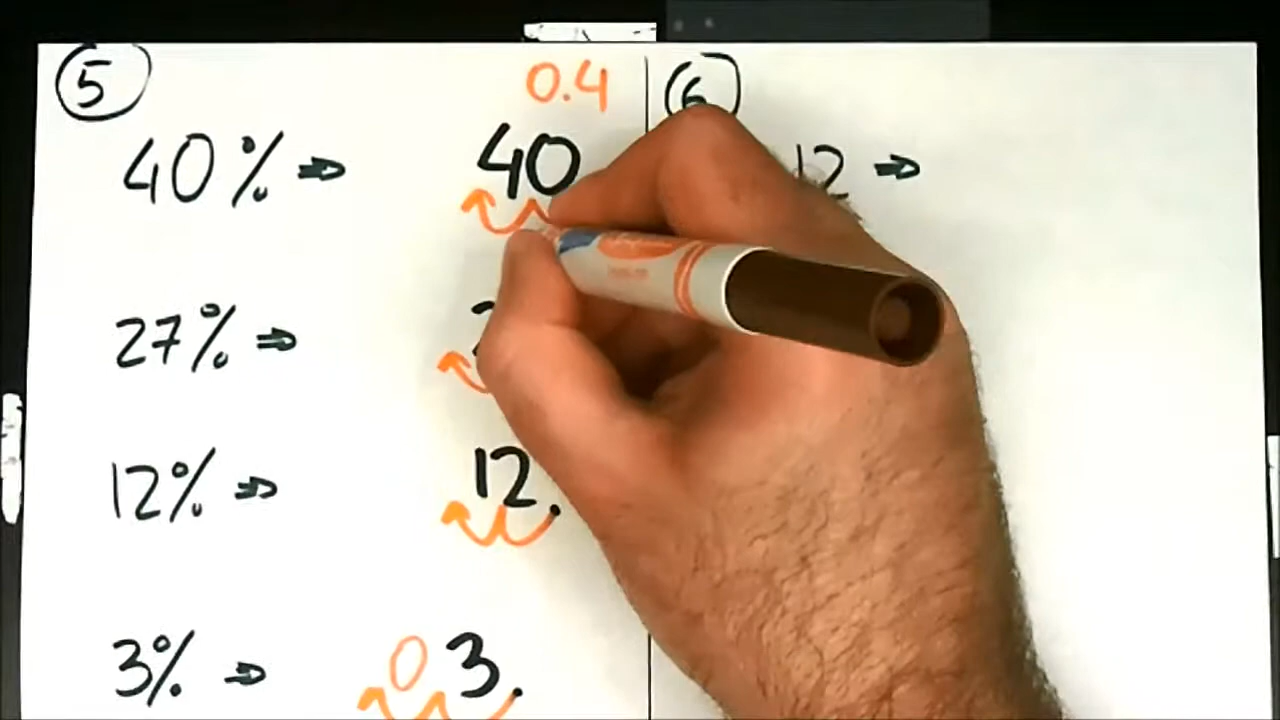 5
0.4
6
40% ⇒ 40
12 ⇒
27% ⇒
12% ⇒ 12.
3% ⇒ 03.